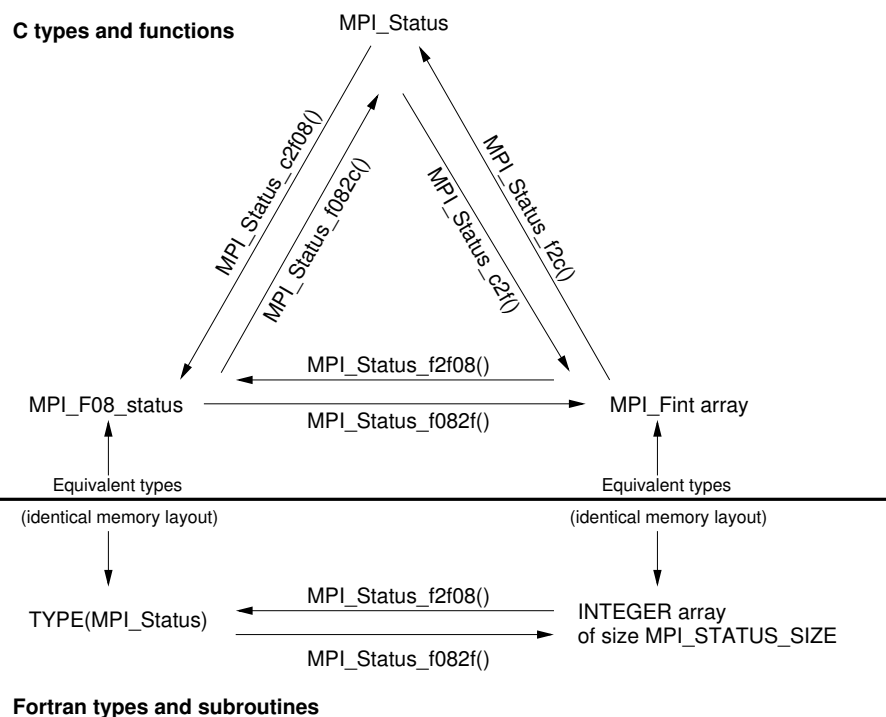 C types and functions
MPI_Status
MPI_Status_c2f08()
MPI_Status_f082c()
MPI_Status_c2f()
MPI_Status_f2c()
MPI_Status_f2f08()
MPI_F08_status
MPI_Fint array
MPI_Status_f082f()
Equivalent types
Equivalent types
(identical memory layout)
(identical memory layout)
MPI_Status_f2f08()
TYPE(MPI_Status)
INTEGER array
of size MPI_STATUS_SIZE
MPI_Status_f082f()
Fortran types and subroutines